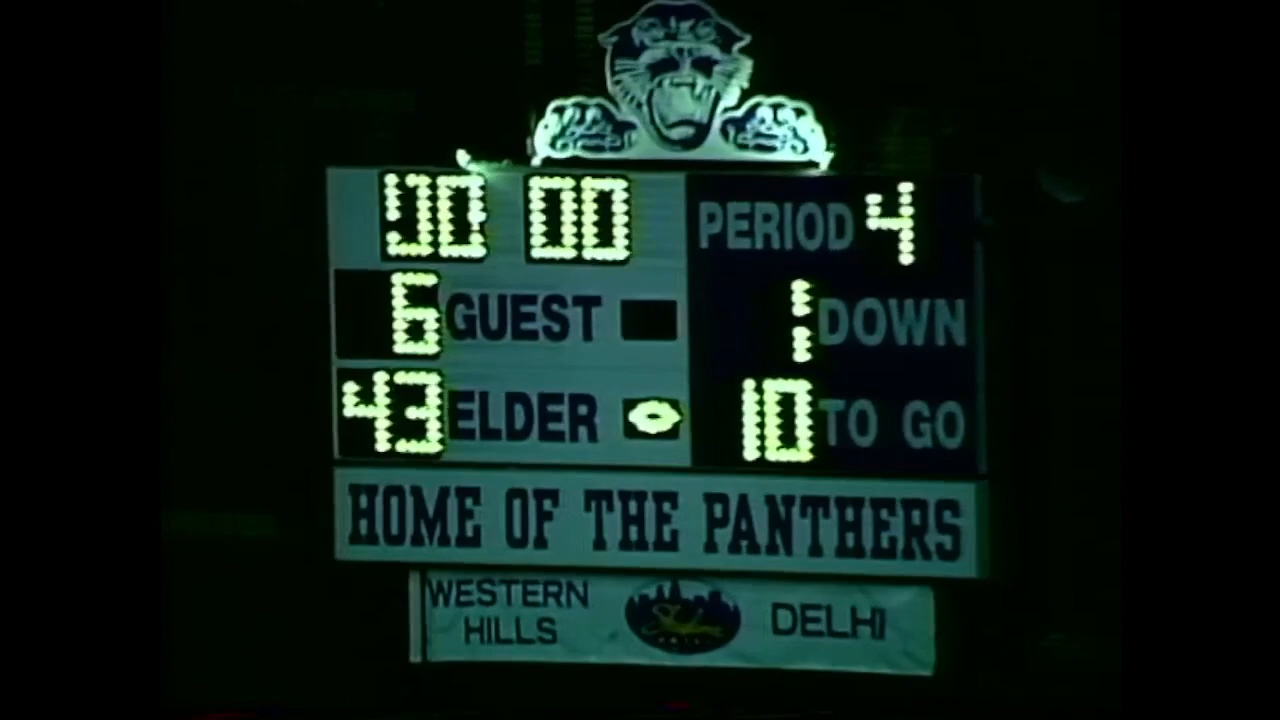 00 00 PERIOD 4
6 GUEST 1 DOWN
43 ELDER 10 TO GO
HOME OF THE PANTHERS
WESTERN HILLS DELHI